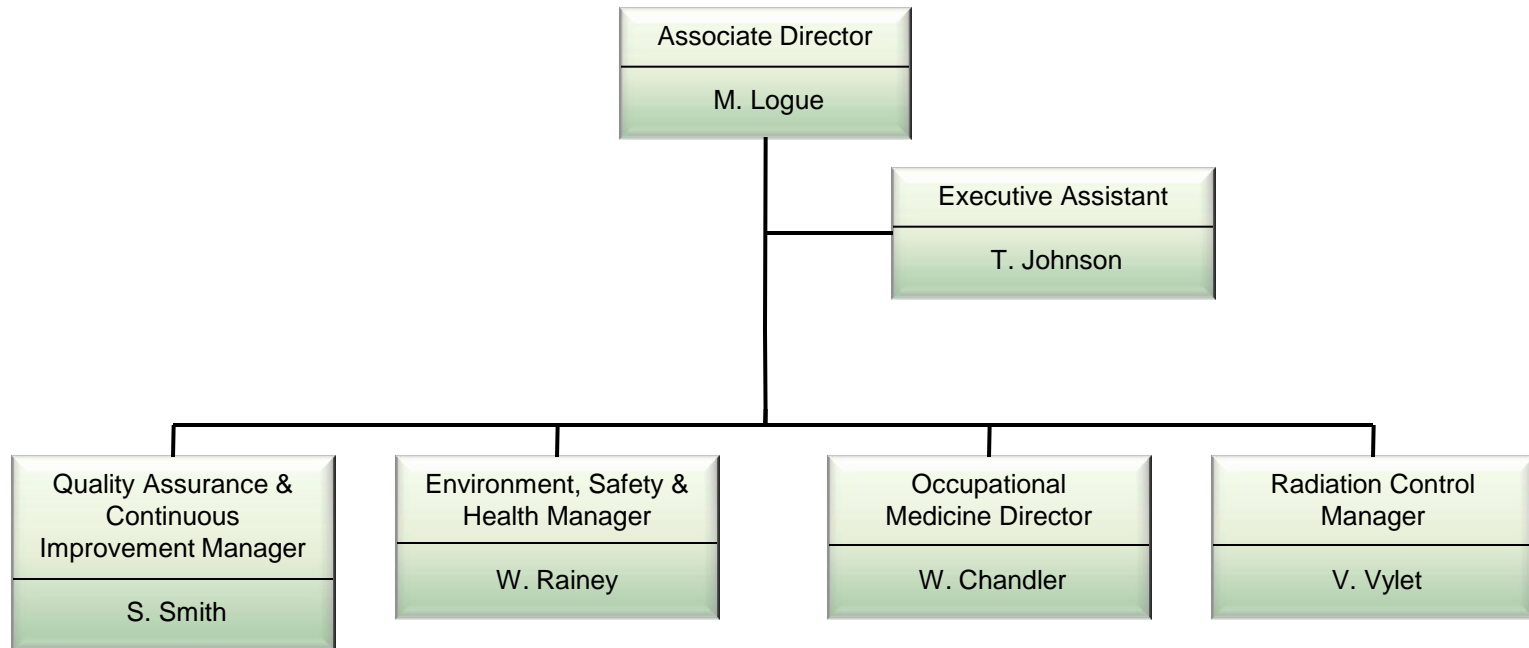 Associate Director
M. Logue
Executive Assistant
T. Johnson
Quality Assurance &
Continuous
Improvement Manager
S. Smith
Environment, Safety &
Health Manager
W. Rainey
Occupational
Medicine Director
W. Chandler
Radiation Control
Manager
V. Vylet